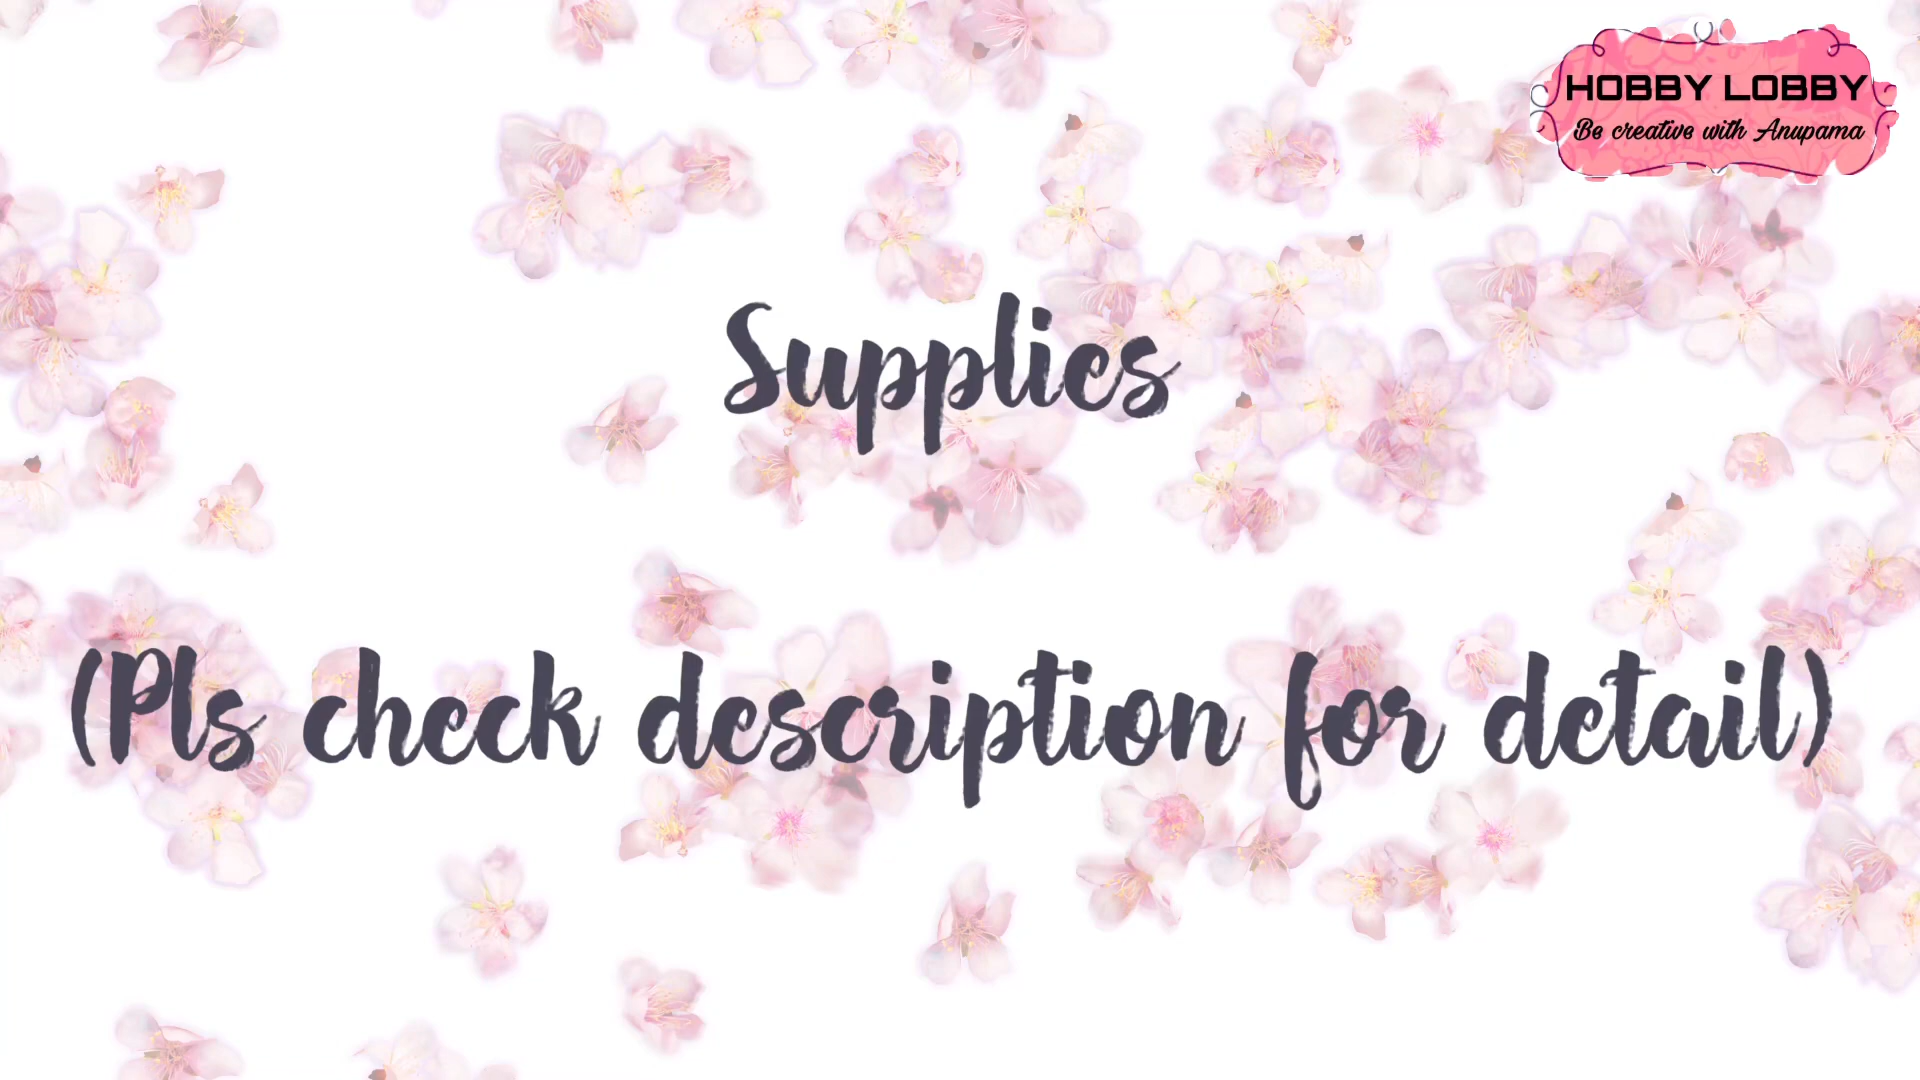 HOBBY LOBBY
Be creative with Anupama
Supplies
(Pls check description for detail)